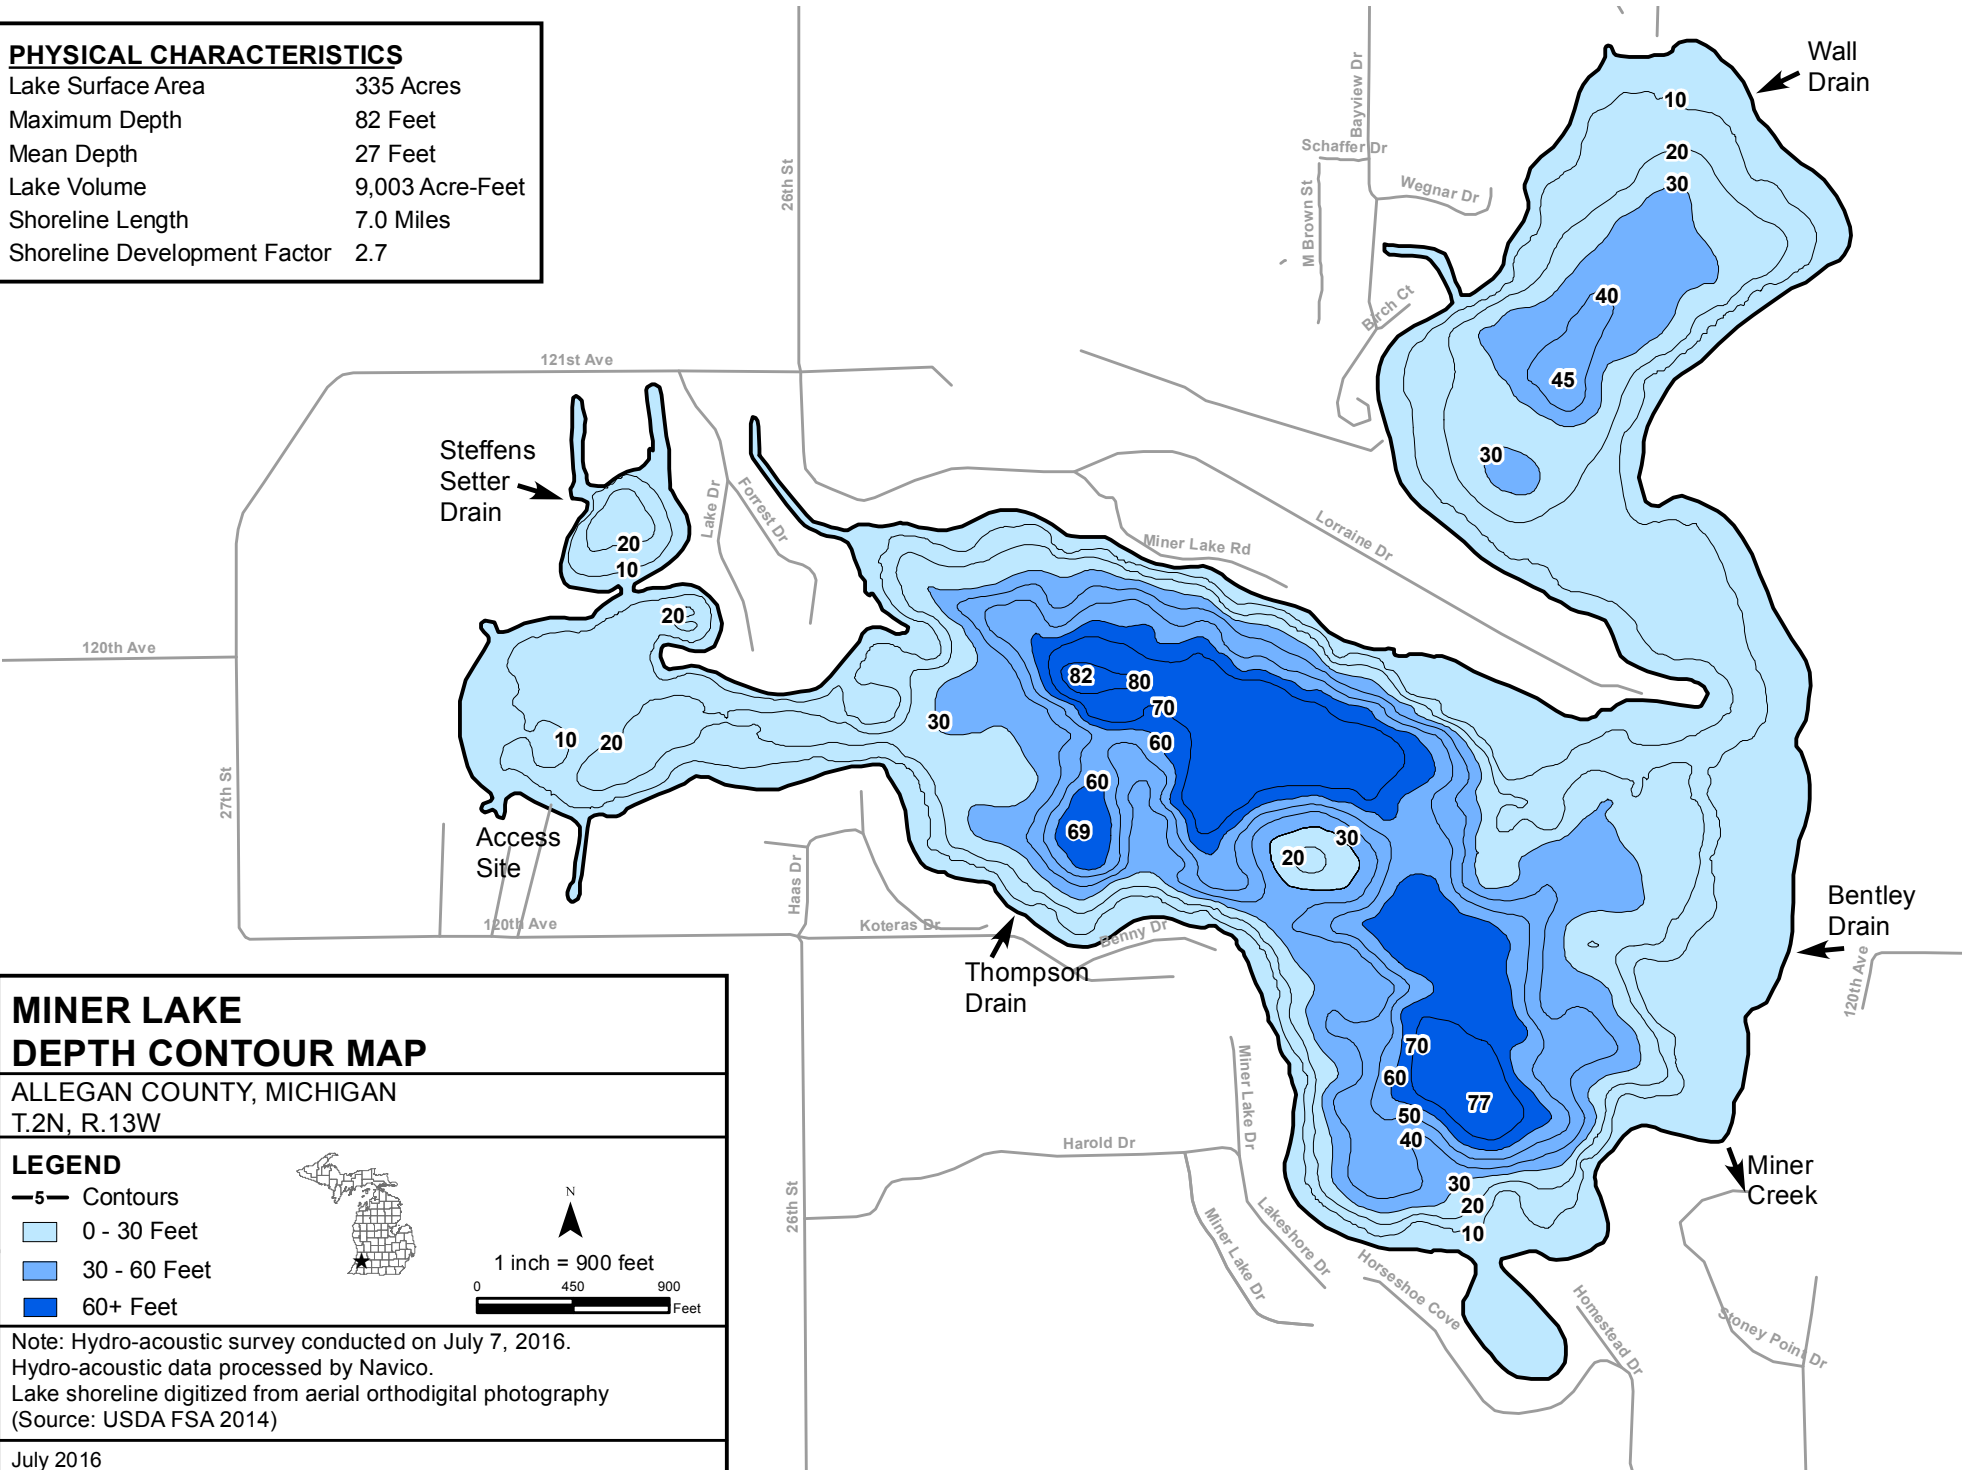 PHYSICAL CHARACTERISTICS
Lake Surface Area 335 Acres
Maximum Depth 82 Feet
Mean Depth 27 Feet
Lake Volume 9,003 Acre-Feet
Shoreline Length 7.0 Miles
Shoreline Development Factor 2.7
Wall
Drain
10
20
30
40
45
30
Bayview Dr
Schaffer Dr
M Brown St
Wegnar Dr
Birch Ct
26th St
121st Ave
Steffens
Setter
Drain
20
10
20
Lake Dr
Forrest Dr
Miner Lake Rd
Lorraine Dr
120th Ave
27th St
10
20
30
82
80
70
60
60
69
20
30
Access
Site
120th Ave
Haas Dr
Koteras Dr
Benny Dr
Thompson
Drain
Bentley
Drain
120th Ave
70
60
77
50
40
30
20
10
Miner
Creek
Miner Lake Dr
Harold Dr
26th St
Miner Lake Dr
Lakeshore Dr
Horseshoe Cove
Homestead Dr
Stoney Point Dr
MINER LAKE
DEPTH CONTOUR MAP
ALLEGAN COUNTY, MICHIGAN
T.2N, R.13W
LEGEND
5 Contours
0 - 30 Feet
30 - 60 Feet
60+ Feet
N
1 inch = 900 feet
0 450 900
Feet
Note: Hydro-acoustic survey conducted on July 7, 2016.
Hydro-acoustic data processed by Navico.
Lake shoreline digitized from aerial orthodigital photography
(Source: USDA FSA 2014)
July 2016